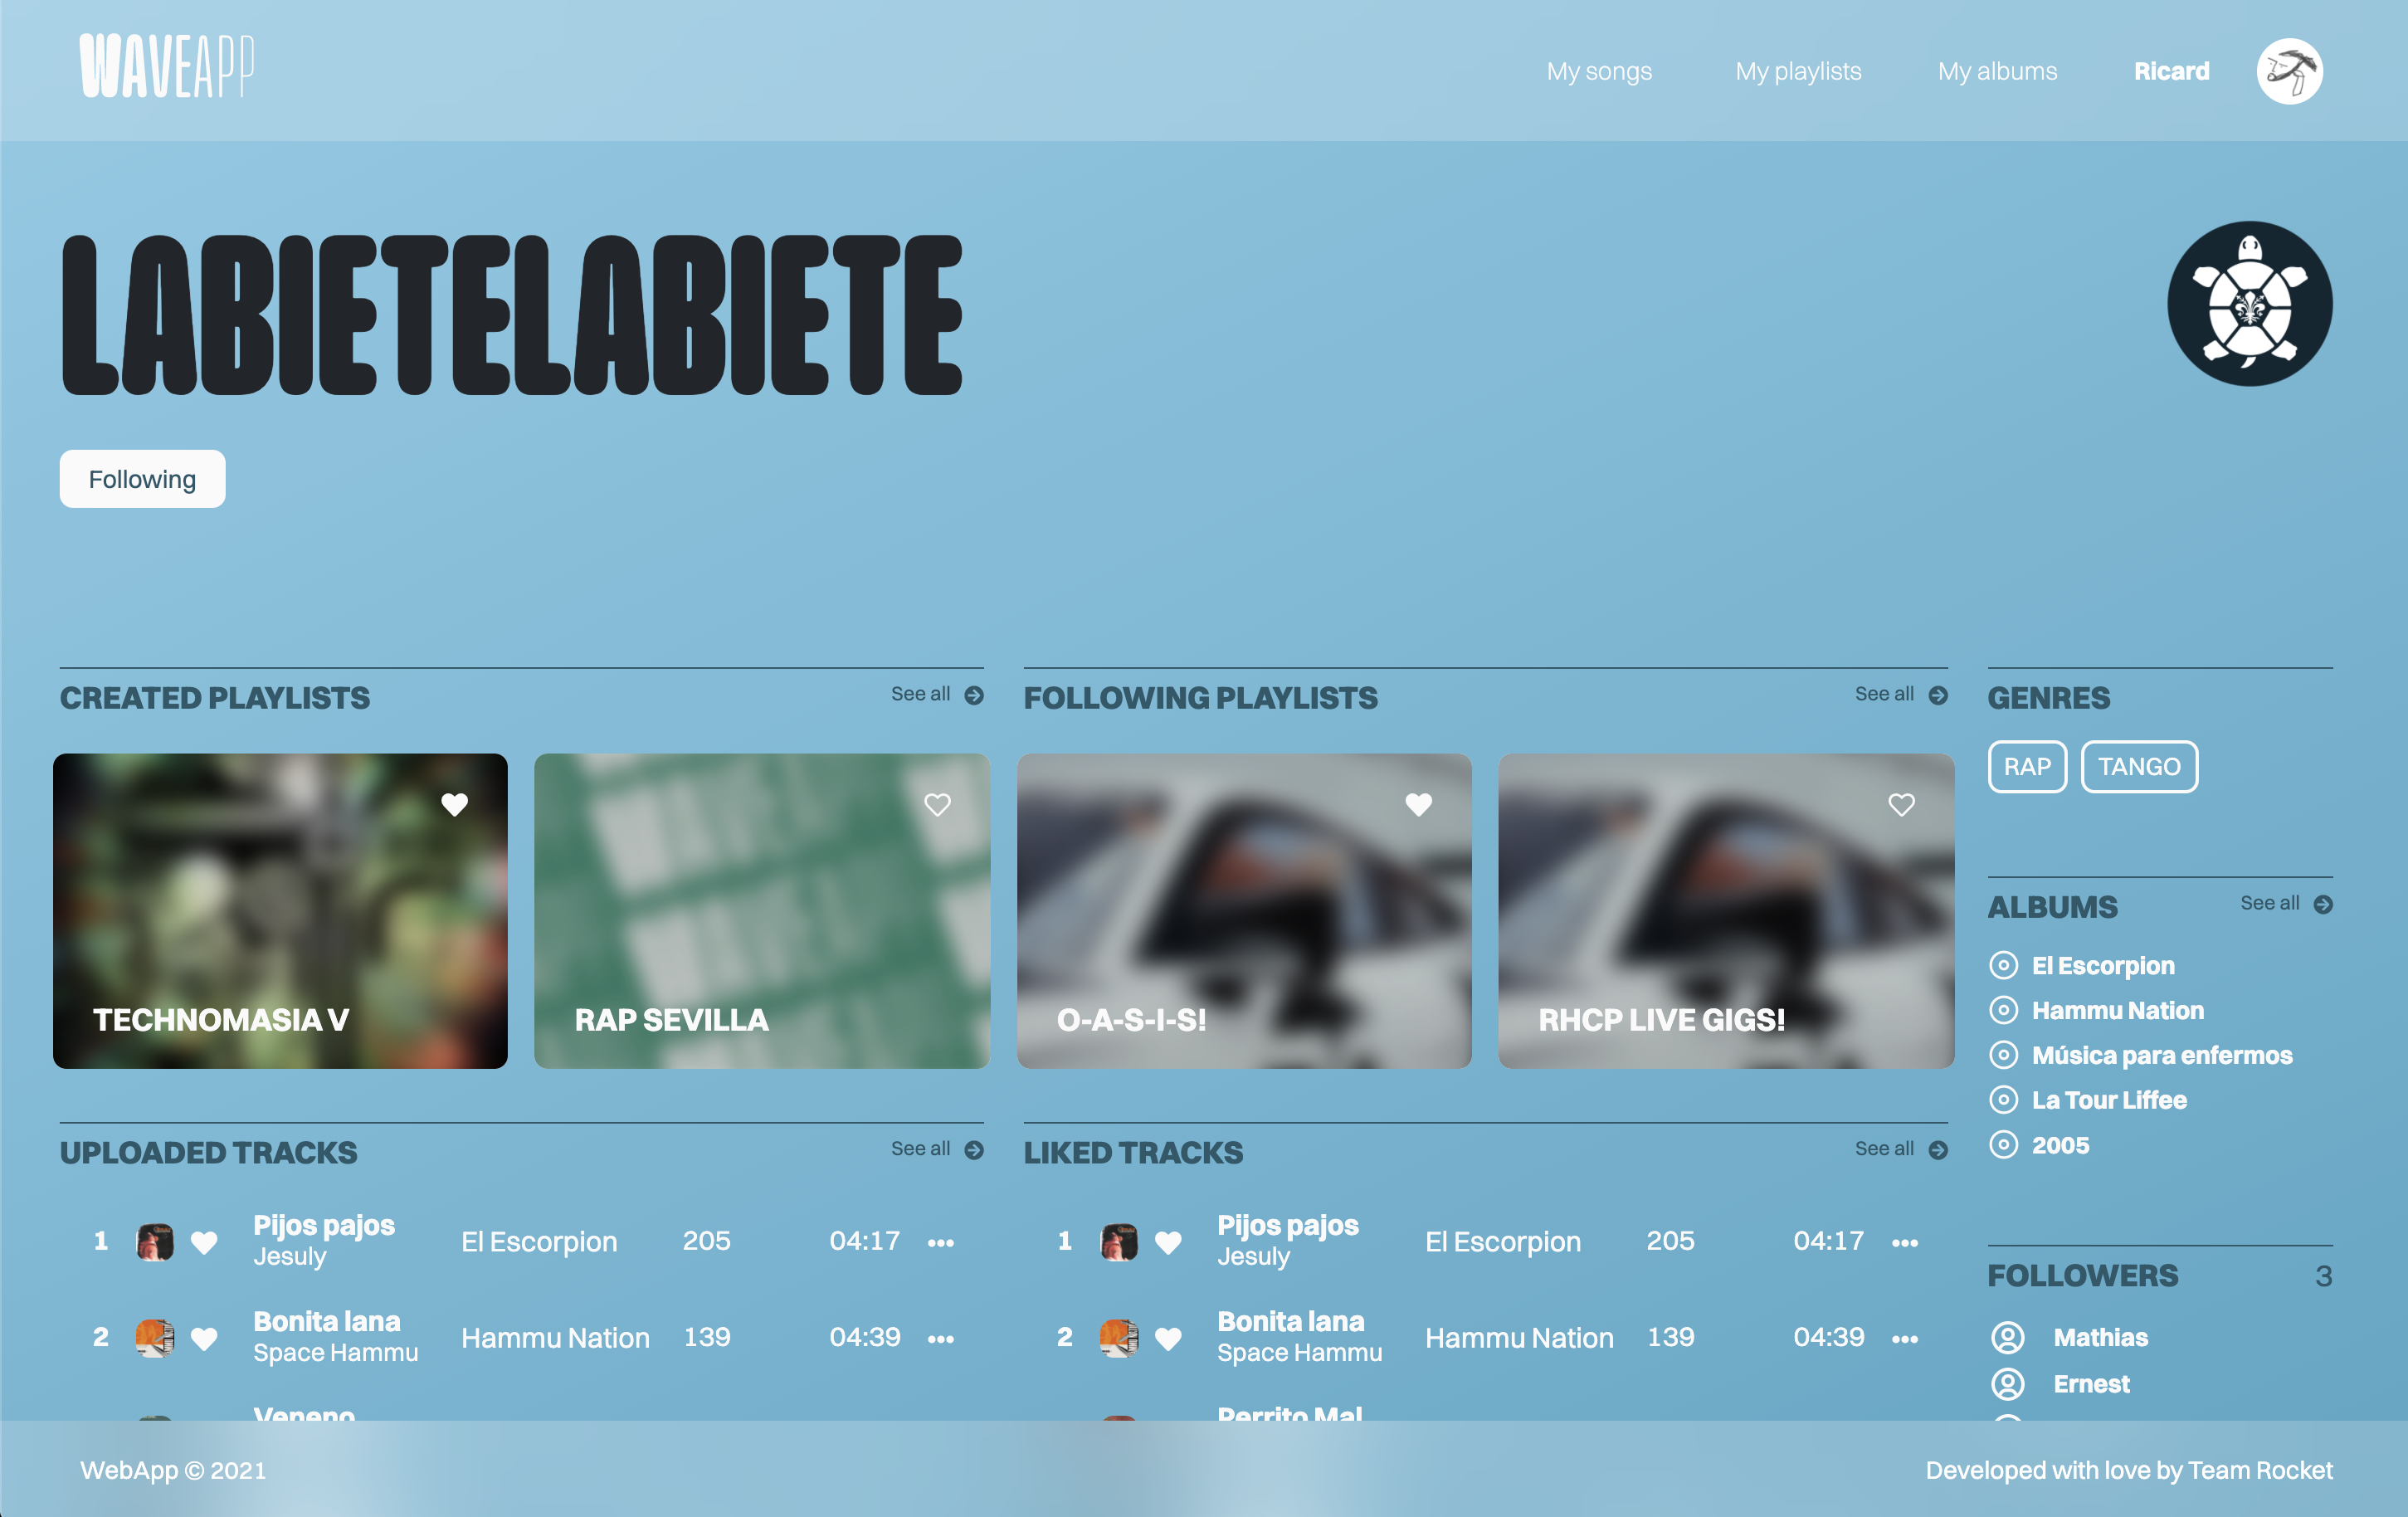 WAVEAPP
My songs
My playlists
My albums
Ricard
LABIETELABIETE
Following
CREATED PLAYLISTS
See all
TECHNOMASIA V
RAP SEVILLA
FOLLOWING PLAYLISTS
See all
O-A-S-I-S!
RHCP LIVE GIGS!
GENRES
RAP
TANGO
ALBUMS
See all
El Escorpion
Hammu Nation
Música para enfermos
La Tour Liffee
2005
UPLOADED TRACKS
See all
1 Pijos pajos El Escorpion 205 04:17
Jesuly
2 Bonita lana Hammu Nation 139 04:39
Space Hammu
Veneno
LIKED TRACKS
See all
1 Pijos pajos El Escorpion 205 04:17
Jesuly
2 Bonita lana Hammu Nation 139 04:39
Space Hammu
Perrito Mal
FOLLOWERS 3
Mathias
Ernest
WebApp © 2021
Developed with love by Team Rocket